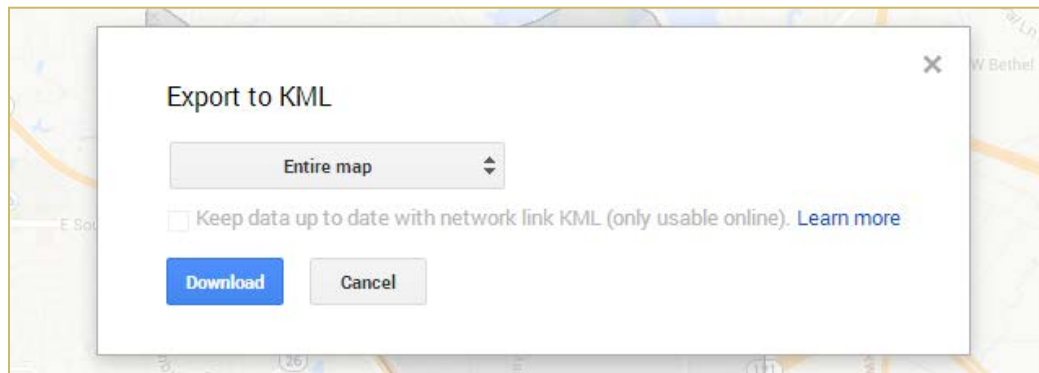 a/Ln
W Bethel
Export to KML
Entire map
E Sou
Keep data up to date with network link KML (only usable online). Learn more
Download Cancel
26